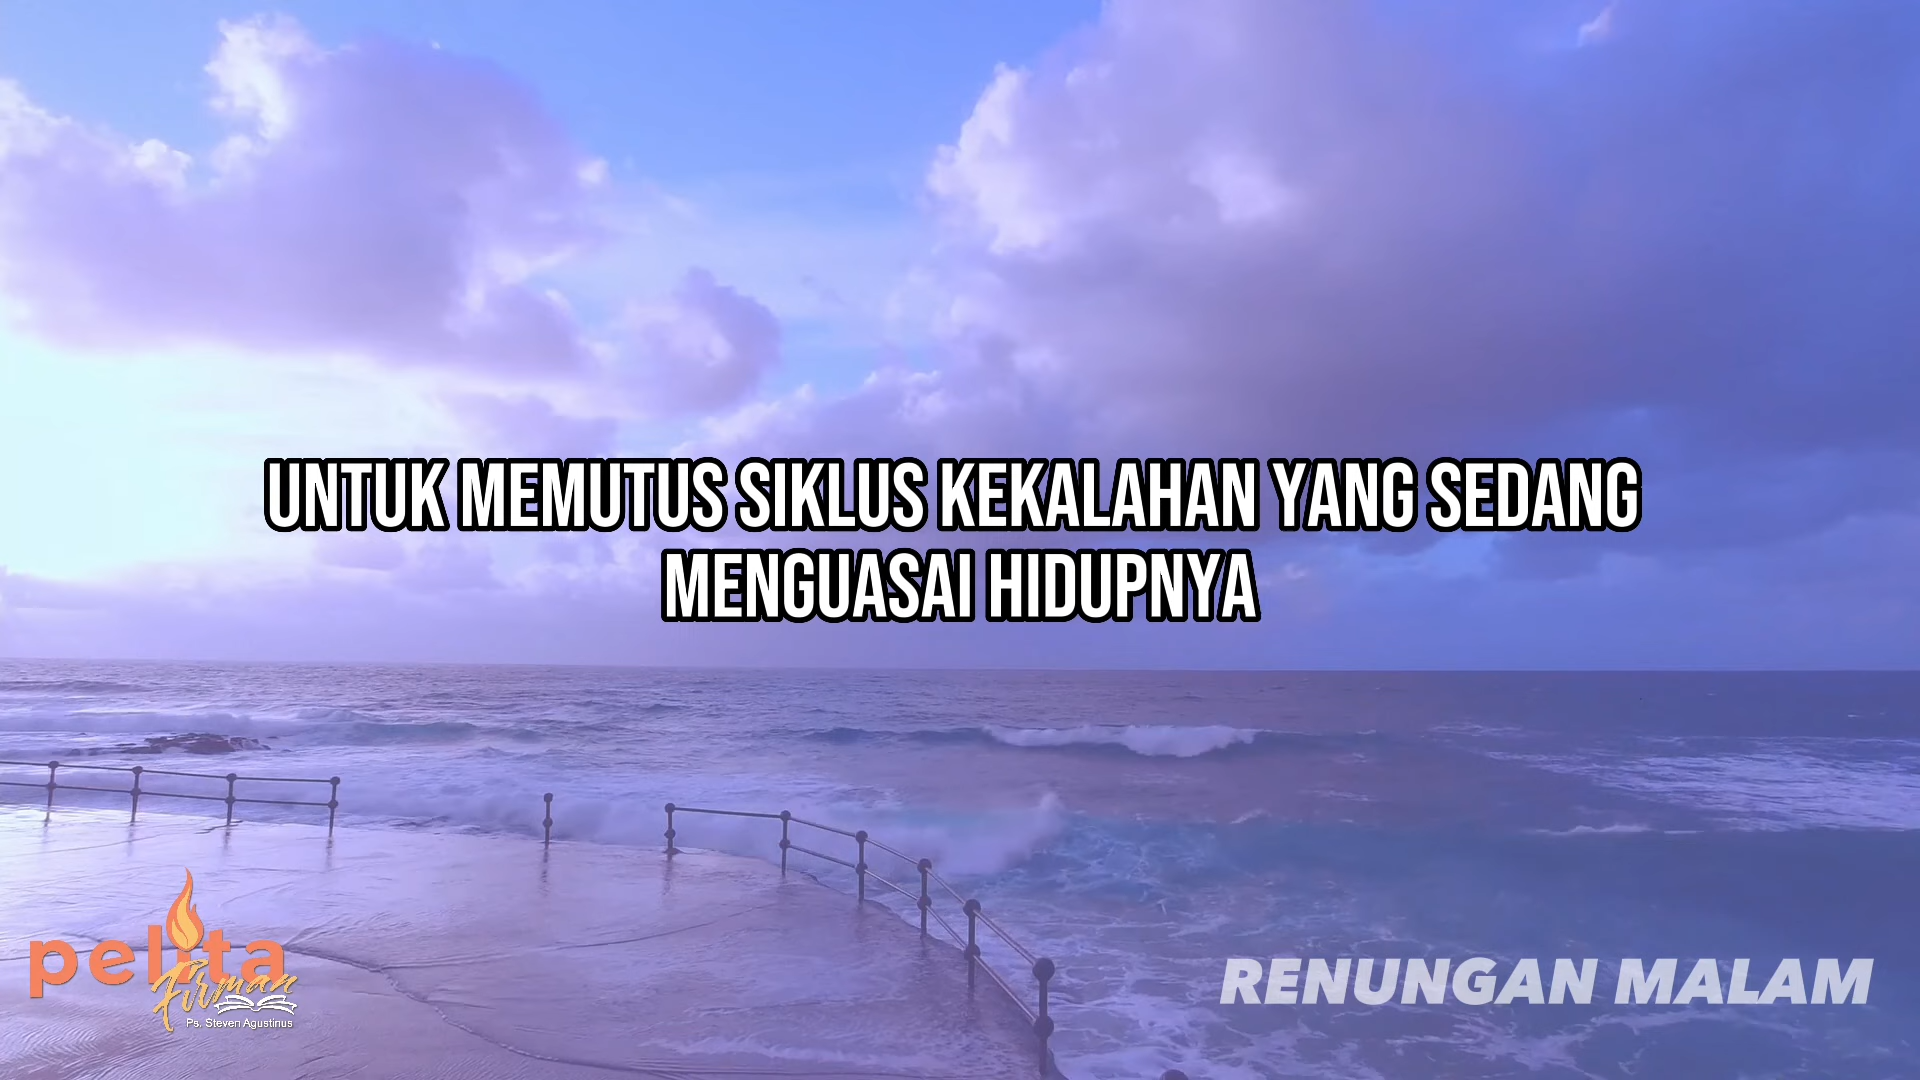 UNTUK MEMUTUS SIKLUS KEKALAHAN YANG SEDANG
MENGUASAI HIDUPNYA
pelita
Firman
Ps. Steven Agustinus
RENUNGAN MALAM